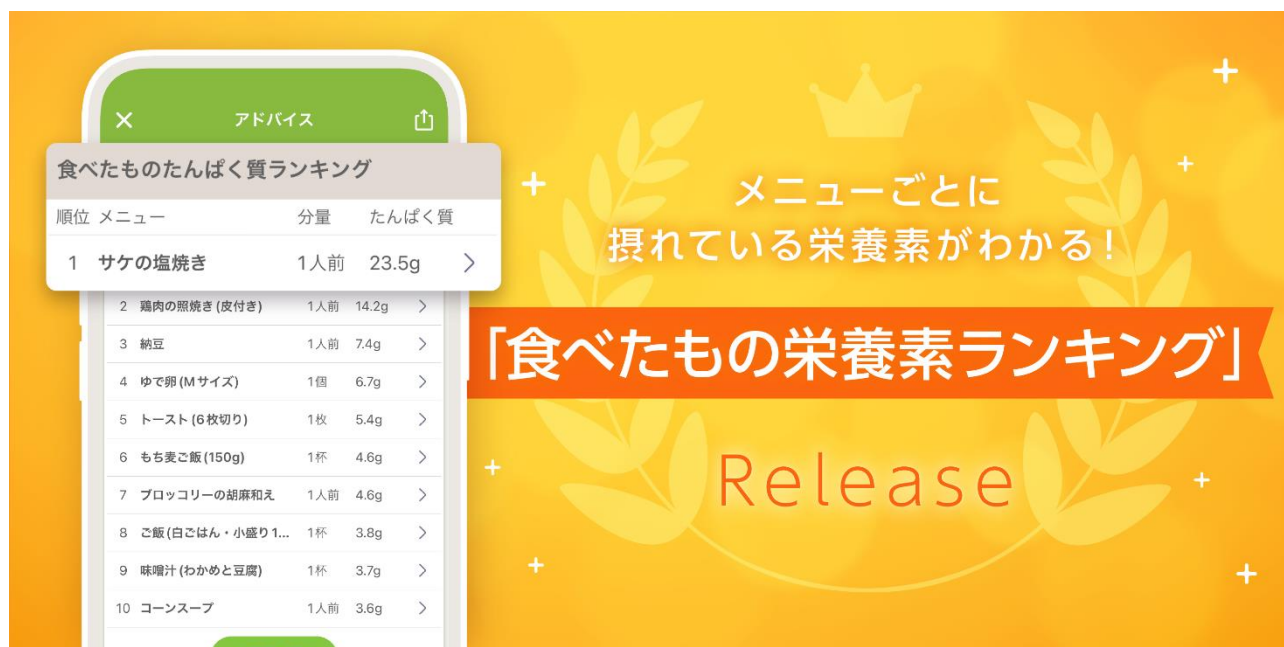 アドバイス
食べたものたんぱく質ランキング
順位 メニュー 分量 たんぱく質
1 サケの塩焼き 1人前 23.5g
2 鶏肉の照焼き(皮付き) 1人前 14.2g
3 納豆 1人前 7.4g
4 ゆで卵(Mサイズ) 1個 6.7g
5 トースト(6枚切り) 1枚 5.4g
6 もち麦ご飯(150g) 1杯 4.6g
7 ブロッコリーの胡麻和え 1人前 4.6g
8 ご飯(白ごはん・小盛り1... 1杯 3.8g
9 味噌汁(わかめと豆腐) 1杯 3.7g
10 コーンスープ 1人前 3.6g
メニューごとに
摂れている栄養素がわかる!
「食べたもの栄養素ランキング」
Release